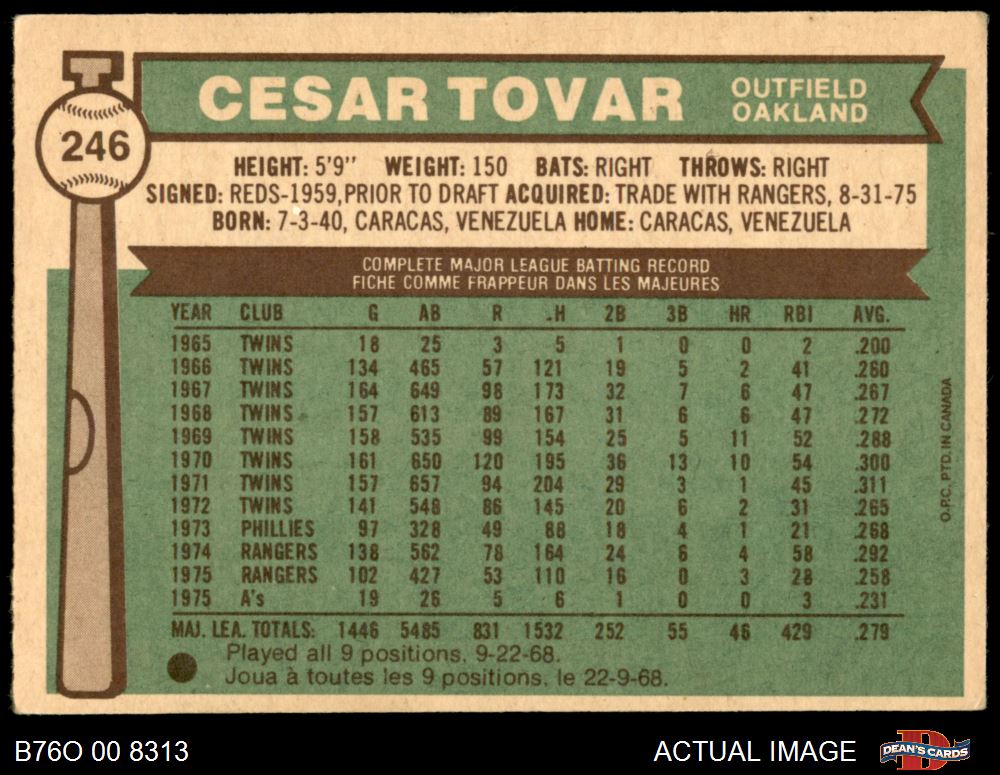 CESAR TOVAR
OUTFIELD
OAKLAND
246
HEIGHT: 5'9" WEIGHT: 150 BATS: RIGHT THROWS: RIGHT
SIGNED: REDS-1959,PRIOR TO DRAFT ACQUIRED: TRADE WITH RANGERS, 8-31-75
BORN: 7-3-40, CARACAS, VENEZUELA HOME: CARACAS, VENEZUELA
COMPLETE MAJOR LEAGUE BATTING RECORD
FICHE COMME FRAPPEUR DANS LES MAJEURES
YEAR CLUB G AB R .H 2B 3B HR RBI AVG.
1965 TWINS 18 25 3 5 1 0 0 2 .200
1966 TWINS 134 465 57 121 19 5 2 41 .260
1967 TWINS 164 649 98 173 32 7 6 47 .267
1968 TWINS 157 613 89 167 31 6 6 47 .272
1969 TWINS 158 535 99 154 25 5 11 52 .288
1970 TWINS 161 650 120 195 36 13 10 54 .300
1971 TWINS 157 657 94 204 29 3 1 45 .311
1972 TWINS 141 548 86 145 20 6 2 31 .265
1973 PHILLIES 97 328 49 88 18 4 1 21 .268
1974 RANGERS 138 562 78 164 24 6 4 58 .292
1975 RANGERS 102 427 53 110 16 0 3 28 .258
1975 A's 19 26 5 6 1 0 0 3 .231
MAJ. LEA. TOTALS: 1446 5485 831 1532 252 55 46 429 .279
Played all 9 positions, 9-22-68.
Joua à toutes les 9 positions, le 22-9-68.
O.P.C. PTD. IN CANADA
B76O 00 8313
ACTUAL IMAGE
D
DEAN'S CARDS